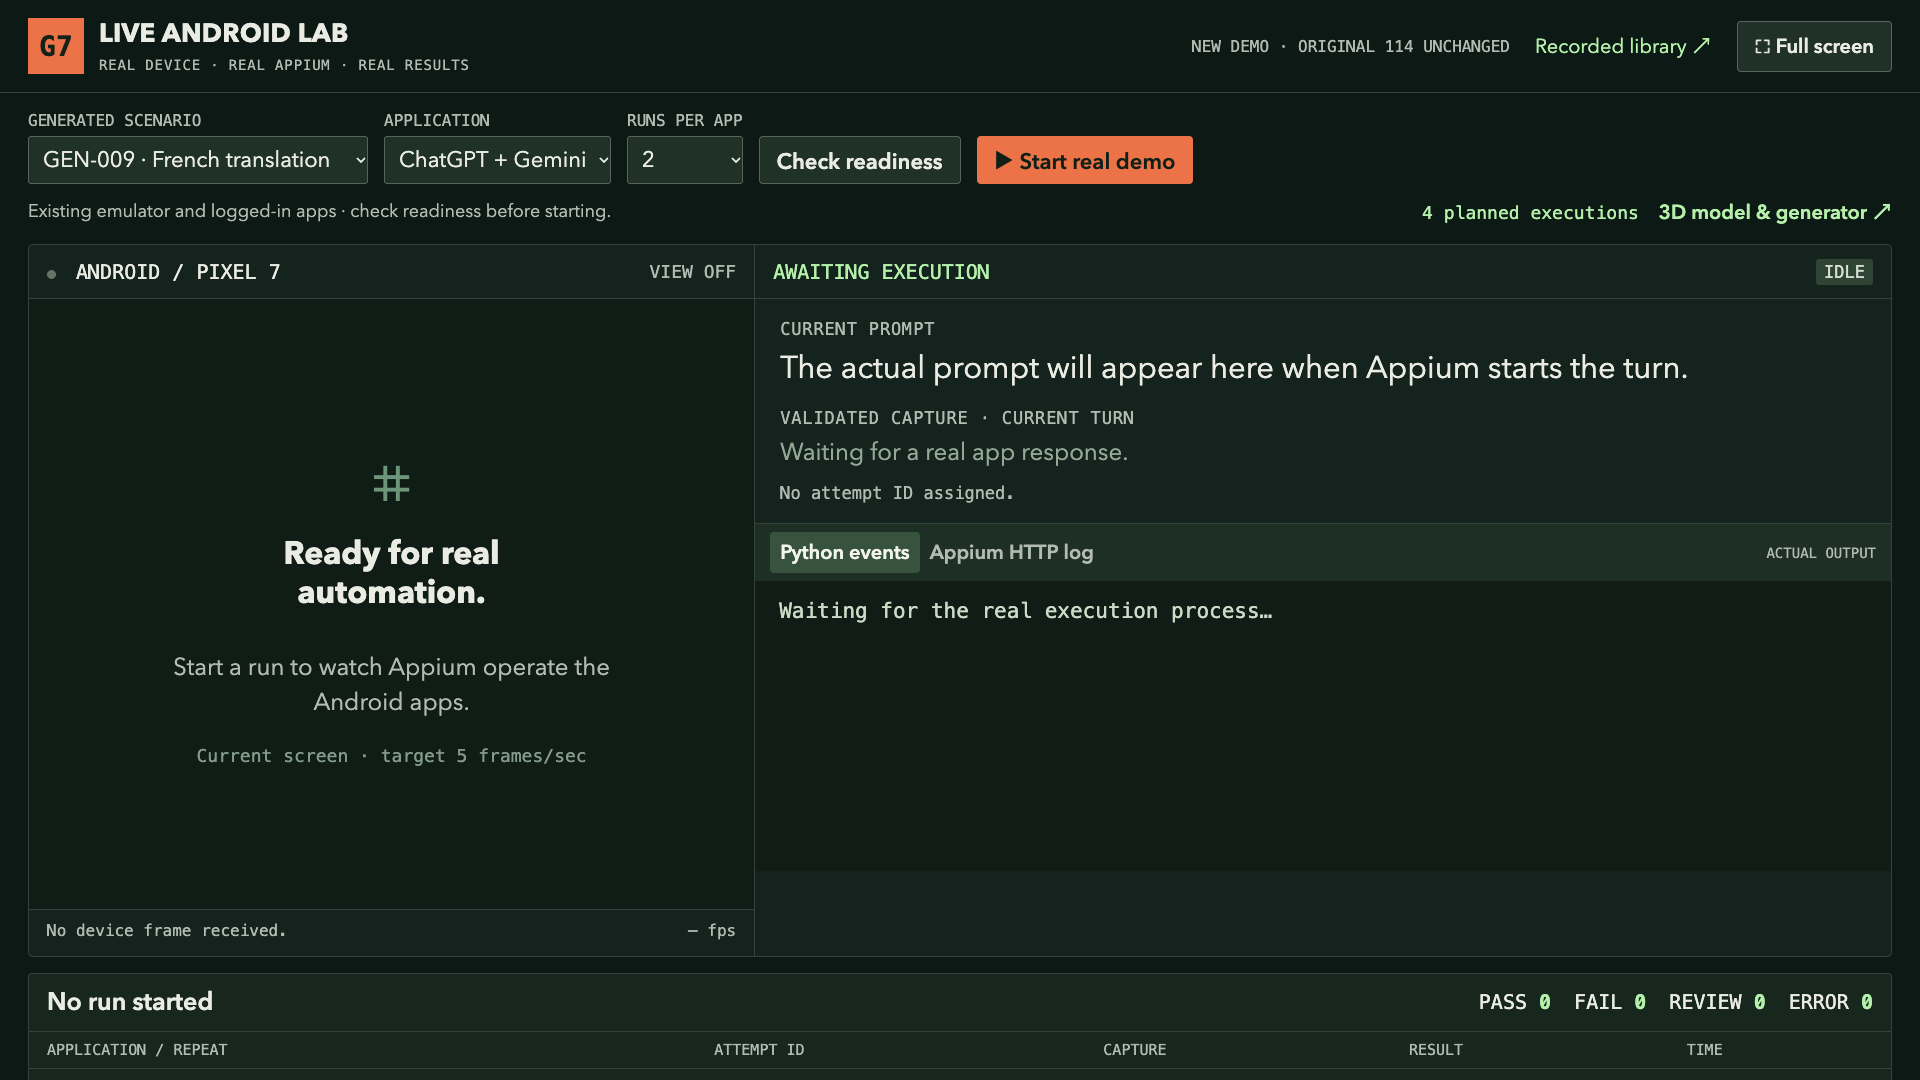 G7
LIVE ANDROID LAB
REAL DEVICE · REAL APPIUM · REAL RESULTS
NEW DEMO · ORIGINAL 114 UNCHANGED
Recorded library ↗
Full screen
GENERATED SCENARIO
APPLICATION
RUNS PER APP
GEN-009 · French translation
ChatGPT + Gemini
2
Check readiness
▶ Start real demo
Existing emulator and logged-in apps · check readiness before starting.
4 planned executions
3D model & generator ↗
ANDROID / PIXEL 7
VIEW OFF
Ready for real
automation.
Start a run to watch Appium operate the
Android apps.
Current screen · target 5 frames/sec
No device frame received.
— fps
AWAITING EXECUTION
IDLE
CURRENT PROMPT
The actual prompt will appear here when Appium starts the turn.
VALIDATED CAPTURE · CURRENT TURN
Waiting for a real app response.
No attempt ID assigned.
Python events
Appium HTTP log
ACTUAL OUTPUT
Waiting for the real execution process…
No run started
PASS 0 FAIL 0 REVIEW 0 ERROR 0
APPLICATION / REPEAT ATTEMPT ID CAPTURE RESULT TIME